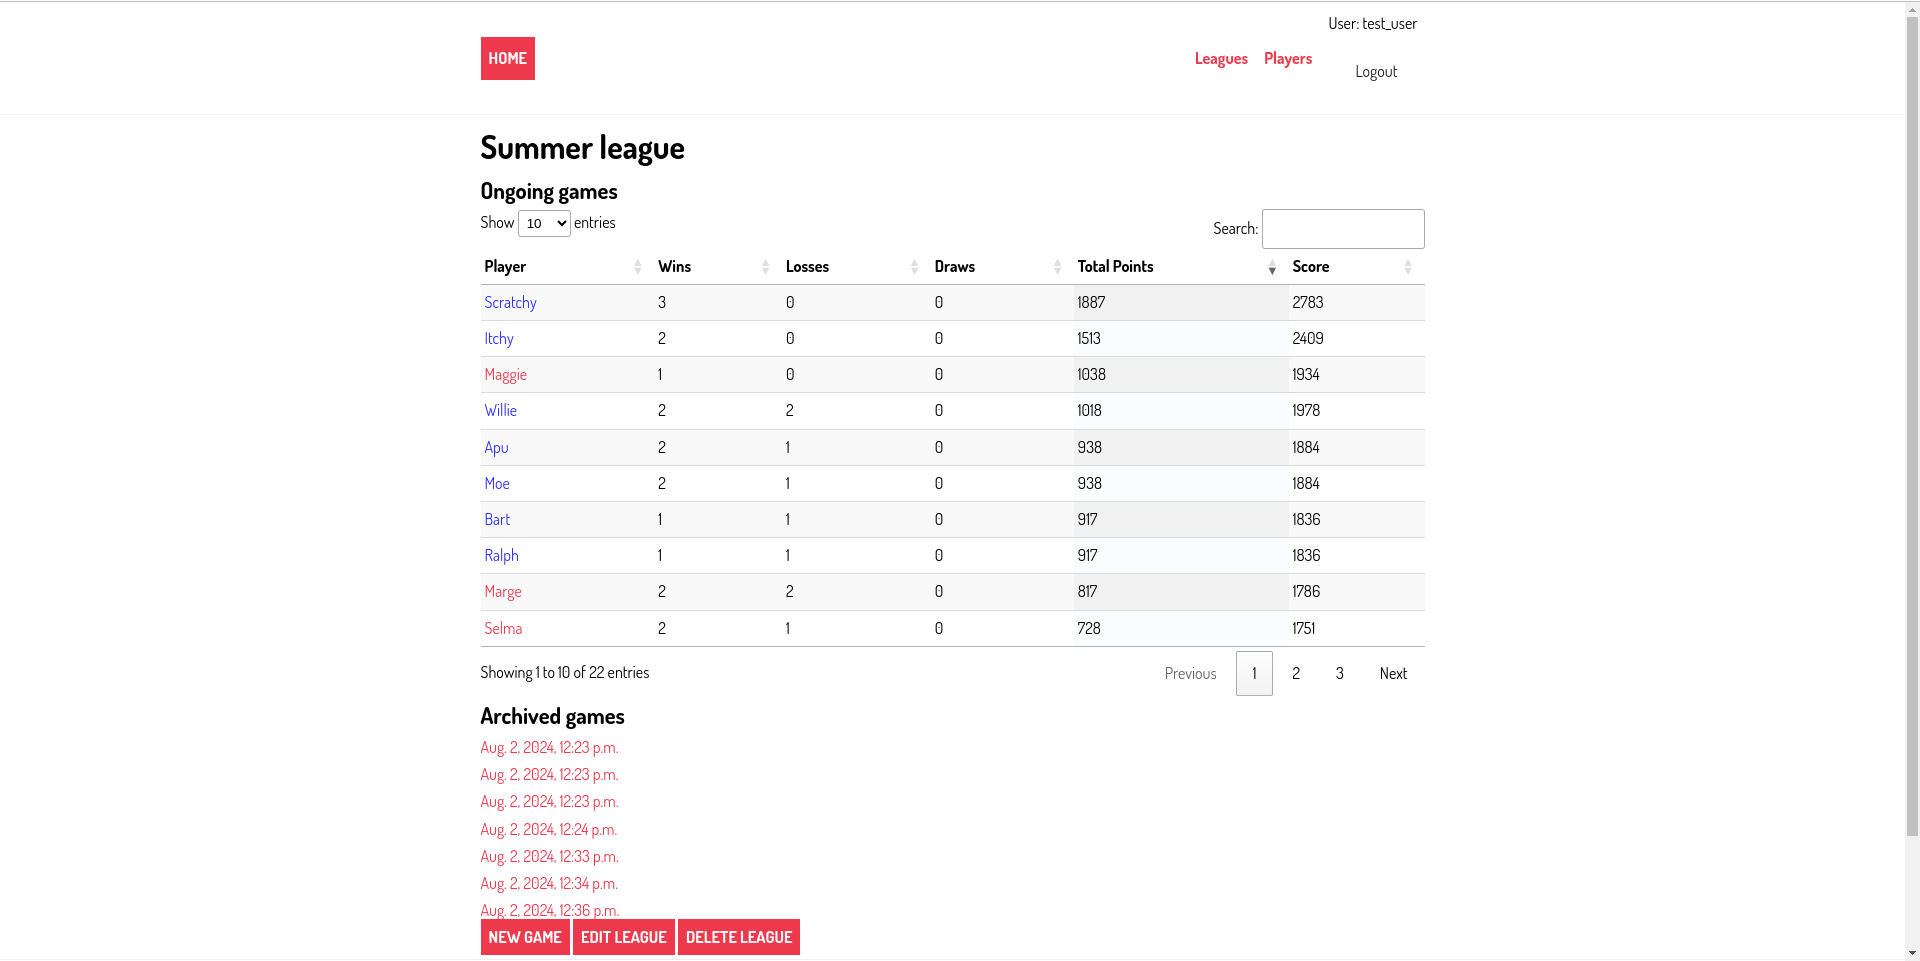 User: test_user
HOME Leagues Players
Logout
Summer league
Ongoing games
Show 10 entries
Search:
Player Wins Losses Draws Total Points Score
Scratchy 3 0 0 1887 2783
Itchy 2 0 0 1513 2409
Maggie 1 0 0 1038 1934
Willie 2 2 0 1018 1978
Apu 2 1 0 938 1884
Moe 2 1 0 938 1884
Bart 1 1 0 917 1836
Ralph 1 1 0 917 1836
Marge 2 2 0 817 1786
Selma 2 1 0 728 1751
Showing 1 to 10 of 22 entries Previous 1 2 3 Next
Archived games
Aug. 2, 2024, 12:23 p.m.
Aug. 2, 2024, 12:23 p.m.
Aug. 2, 2024, 12:23 p.m.
Aug. 2, 2024, 12:24 p.m.
Aug. 2, 2024, 12:33 p.m.
Aug. 2, 2024, 12:34 p.m.
Aug. 2, 2024, 12:36 p.m.
NEW GAME EDIT LEAGUE DELETE LEAGUE